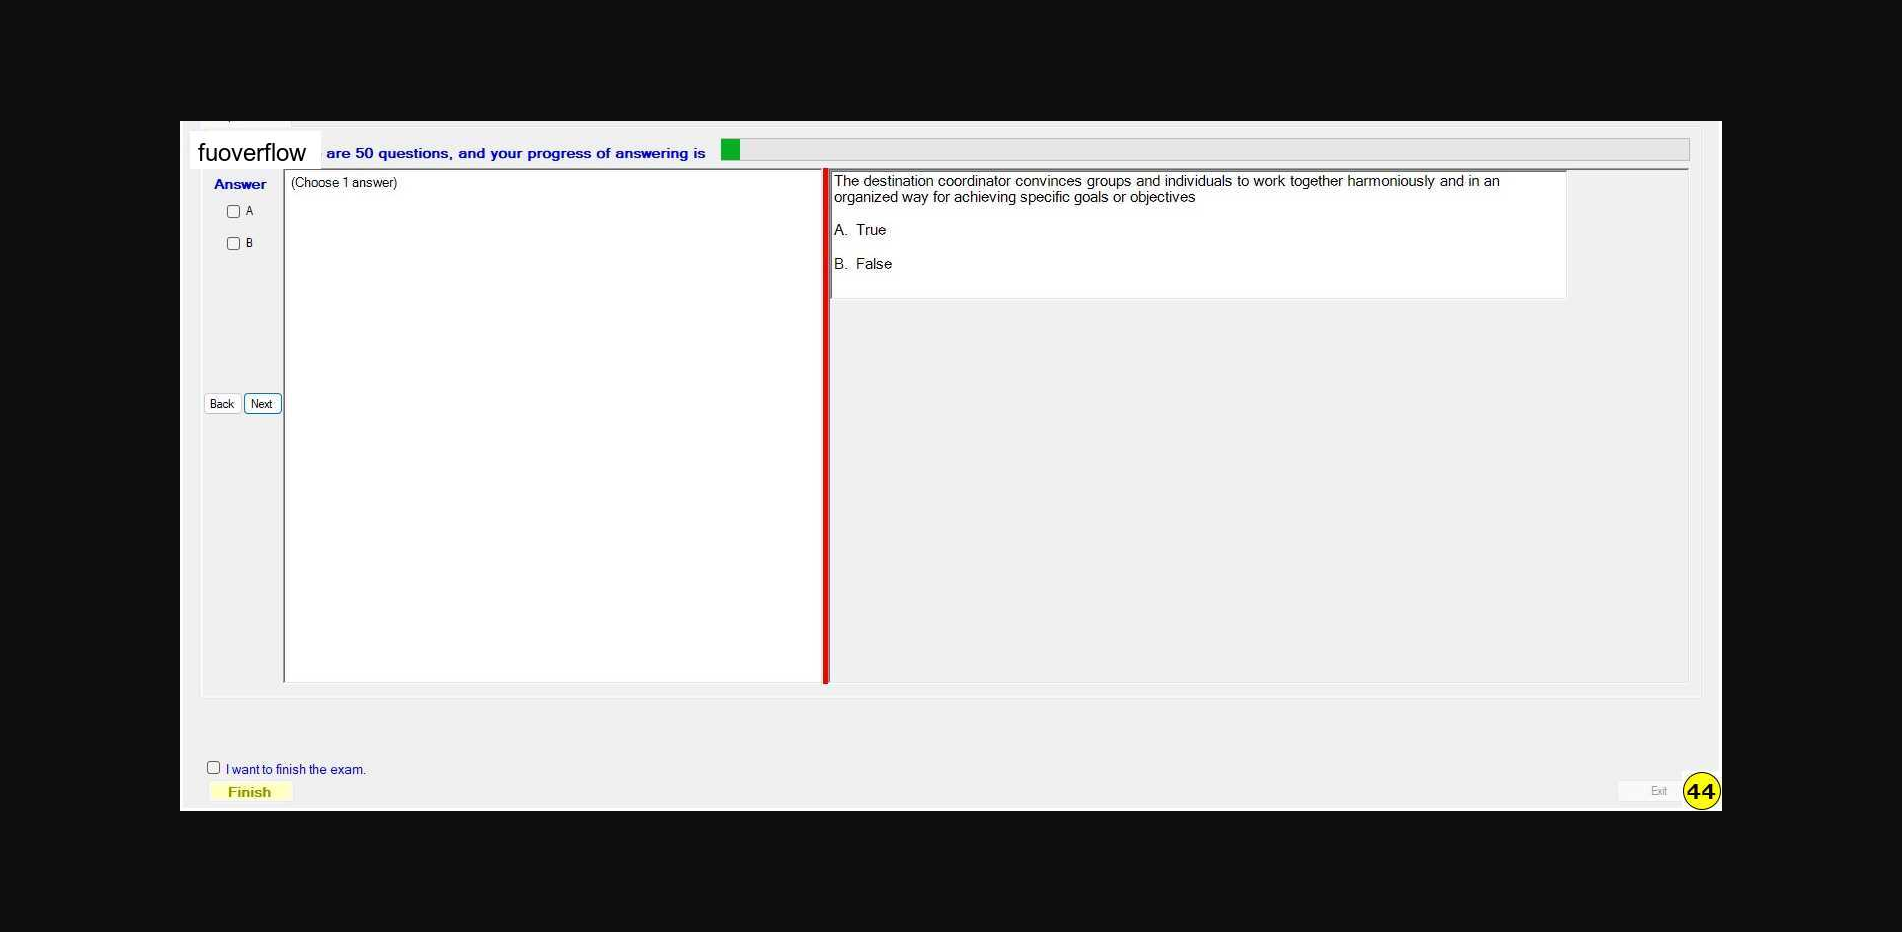 fuoverflow are 50 questions, and your progress of answering is
Answer
A
B
Back Next
(Choose 1 answer)
The destination coordinator convinces groups and individuals to work together harmoniously and in an
organized way for achieving specific goals or objectives
A. True
B. False
I want to finish the exam.
Finish
Exit
44